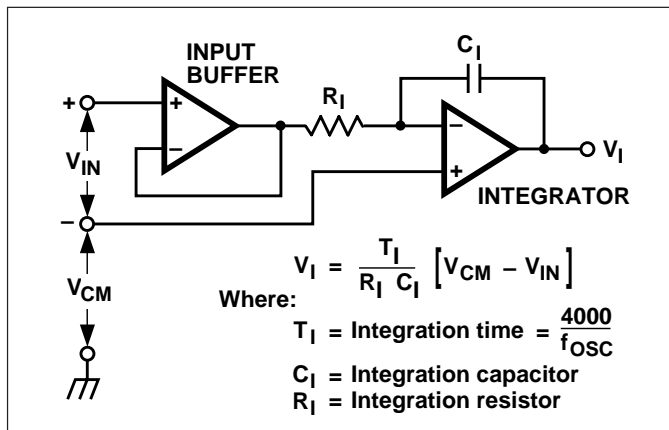 INPUT
BUFFER
C_I
R_I
+
+
−
−
+
V_IN
−
V_I
INTEGRATOR
V_CM
V_I = T_I / (R_I C_I) [V_CM − V_IN]
Where:
T_I = Integration time = 4000 / f_OSC
C_I = Integration capacitor
R_I = Integration resistor